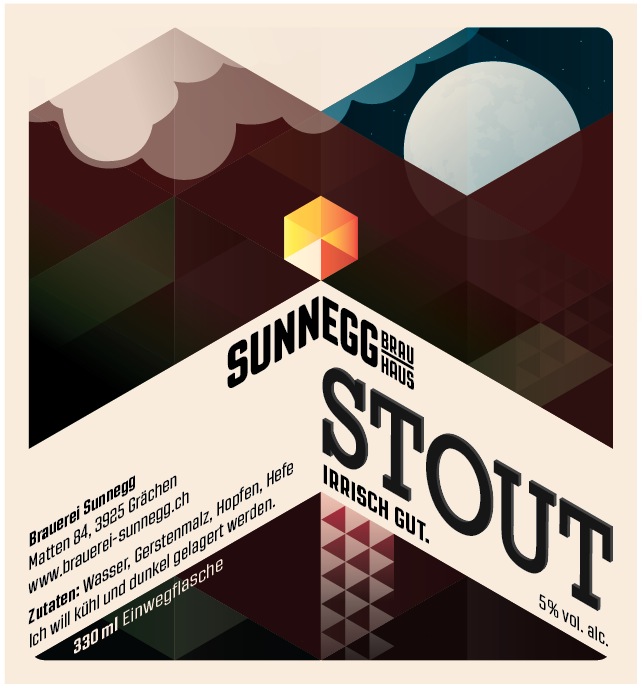 SUNNEGG BRAU
HAUS
STOUT
IRRISCH GUT.
5% vol. alc.
Brauerei Sunnegg
Matten 84, 3925 Grächen
www.brauerei-sunnegg.ch
Zutaten: Wasser, Gerstenmalz, Hopfen, Hefe
Ich will kühl und dunkel gelagert werden.
330 ml Einwegflasche